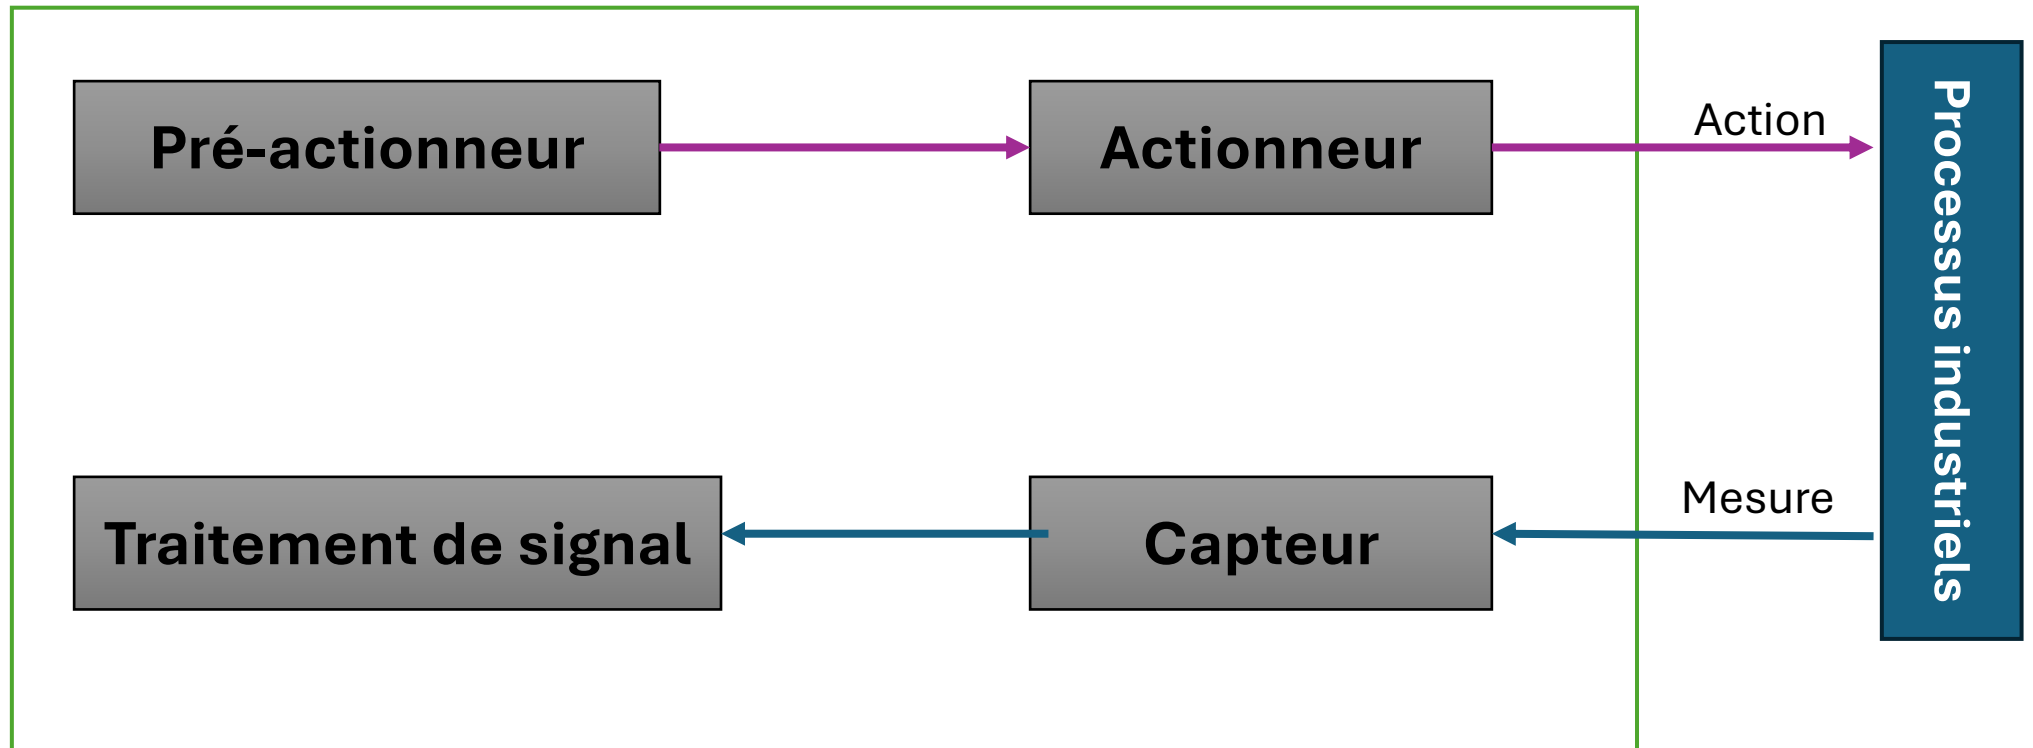 Pré-actionneur
Actionneur
Action
Processus industriels
Traitement de signal
Capteur
Mesure